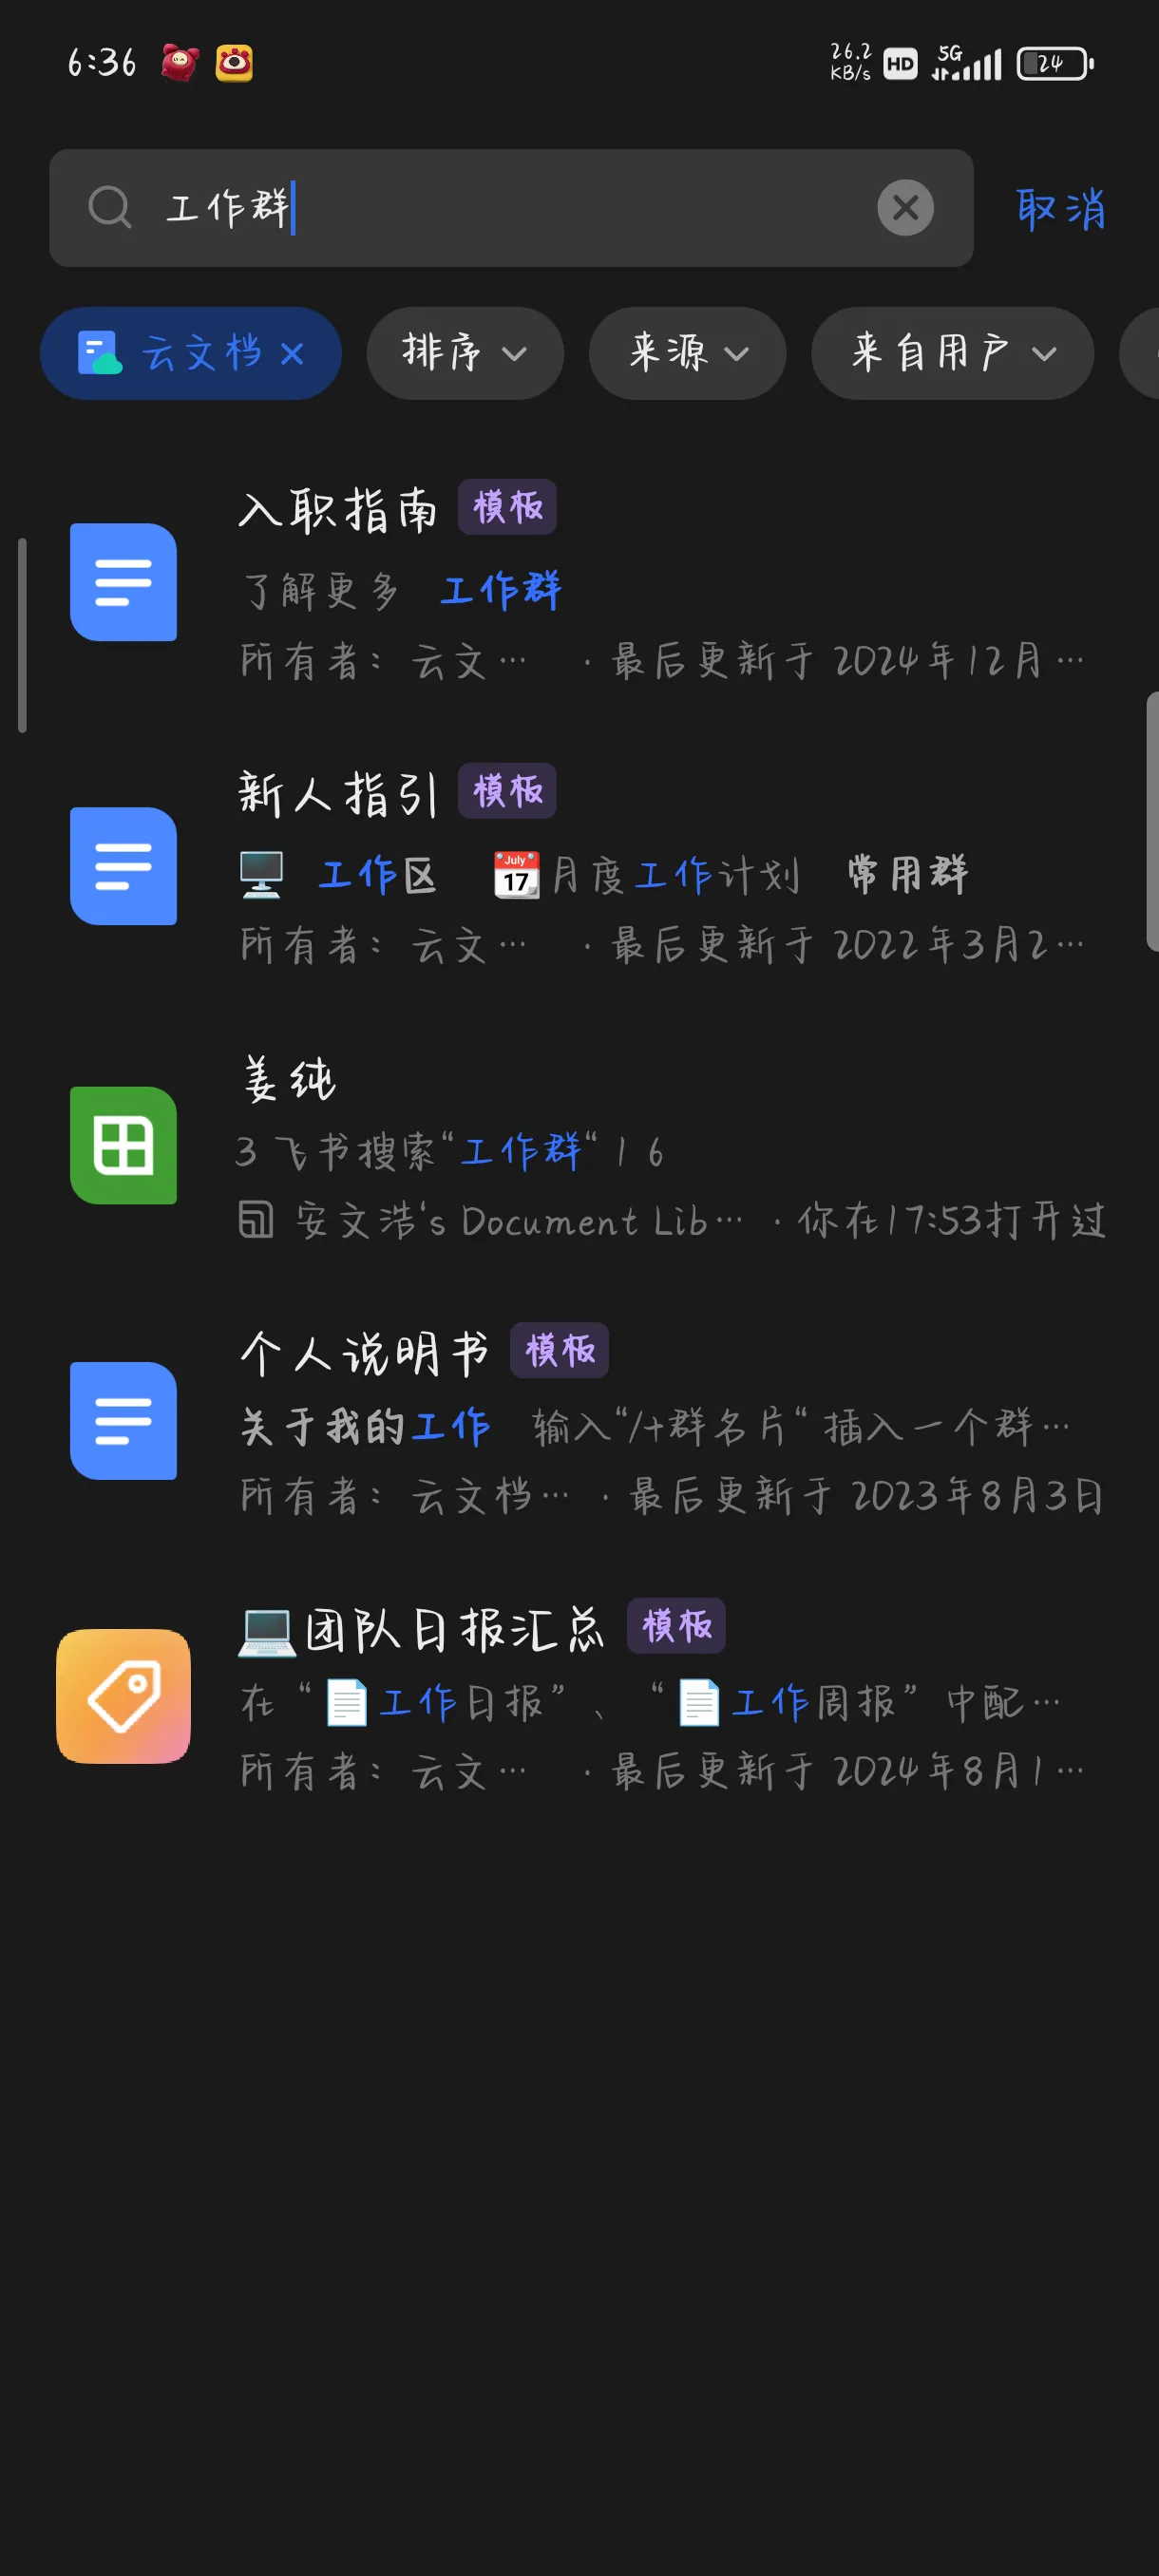 6:36 26.2 KB/s HD 5G 24
工作群 取消
云文档 排序 来源 来自用户
入职指南 模板
了解更多 工作群
所有者：云文… · 最后更新于 2024年12月…
新人指引 模板
🖥️ 工作区 📅July 17 月度工作计划 常用群
所有者：云文… · 最后更新于 2022年3月2…
姜纯
3 飞书搜索“工作群“ 1 6
安文浩's Document Lib… · 你在17:53打开过
个人说明书 模板
关于我的工作 输入“/+群名片“ 插入一个群…
所有者：云文档… · 最后更新于 2023年8月3日
💻团队日报汇总 模板
在 “📄工作日报”、 “📄工作周报” 中配…
所有者：云文… · 最后更新于 2024年8月1…